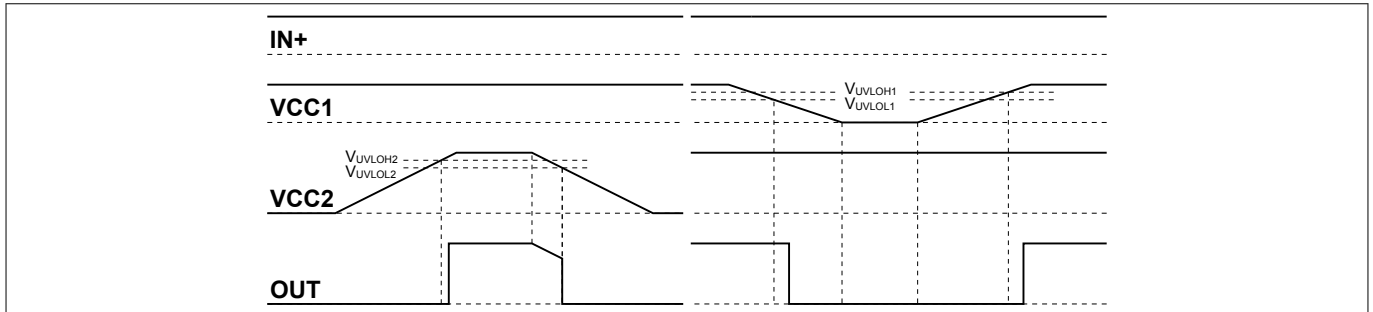 IN+
VCC1
VUVLOH1
VUVLOL1
VUVLOH2
VUVLOL2
VCC2
OUT